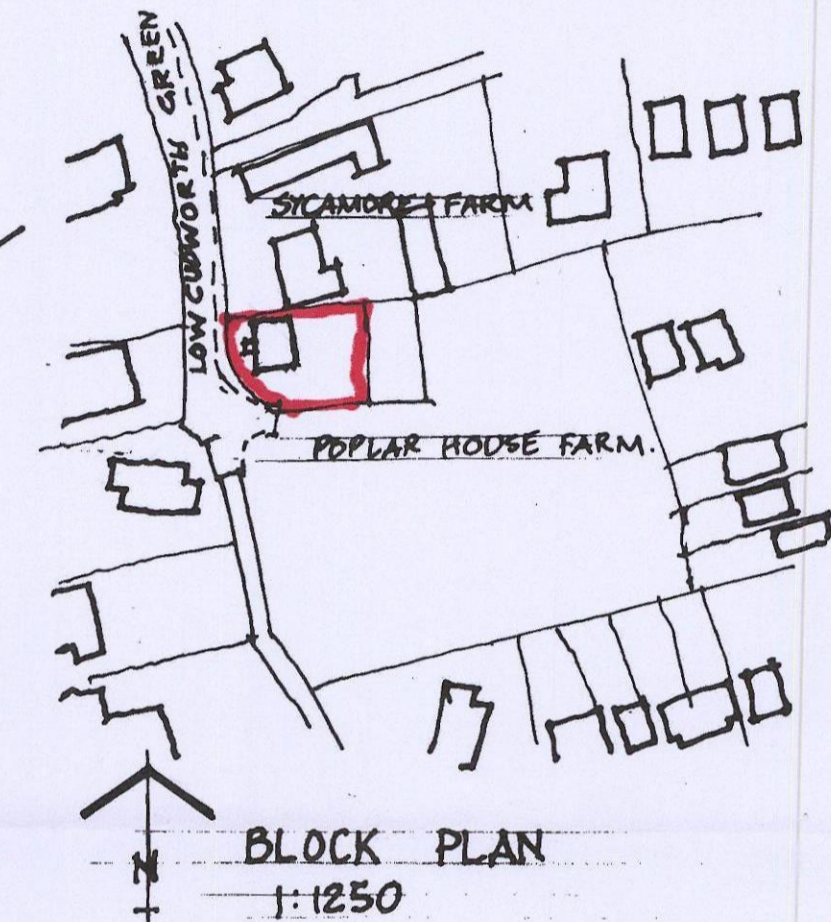 LOW CUDWORTH GREEN
SYCAMORE FARM
POPLAR HOUSE FARM.
N
BLOCK PLAN
1:1250